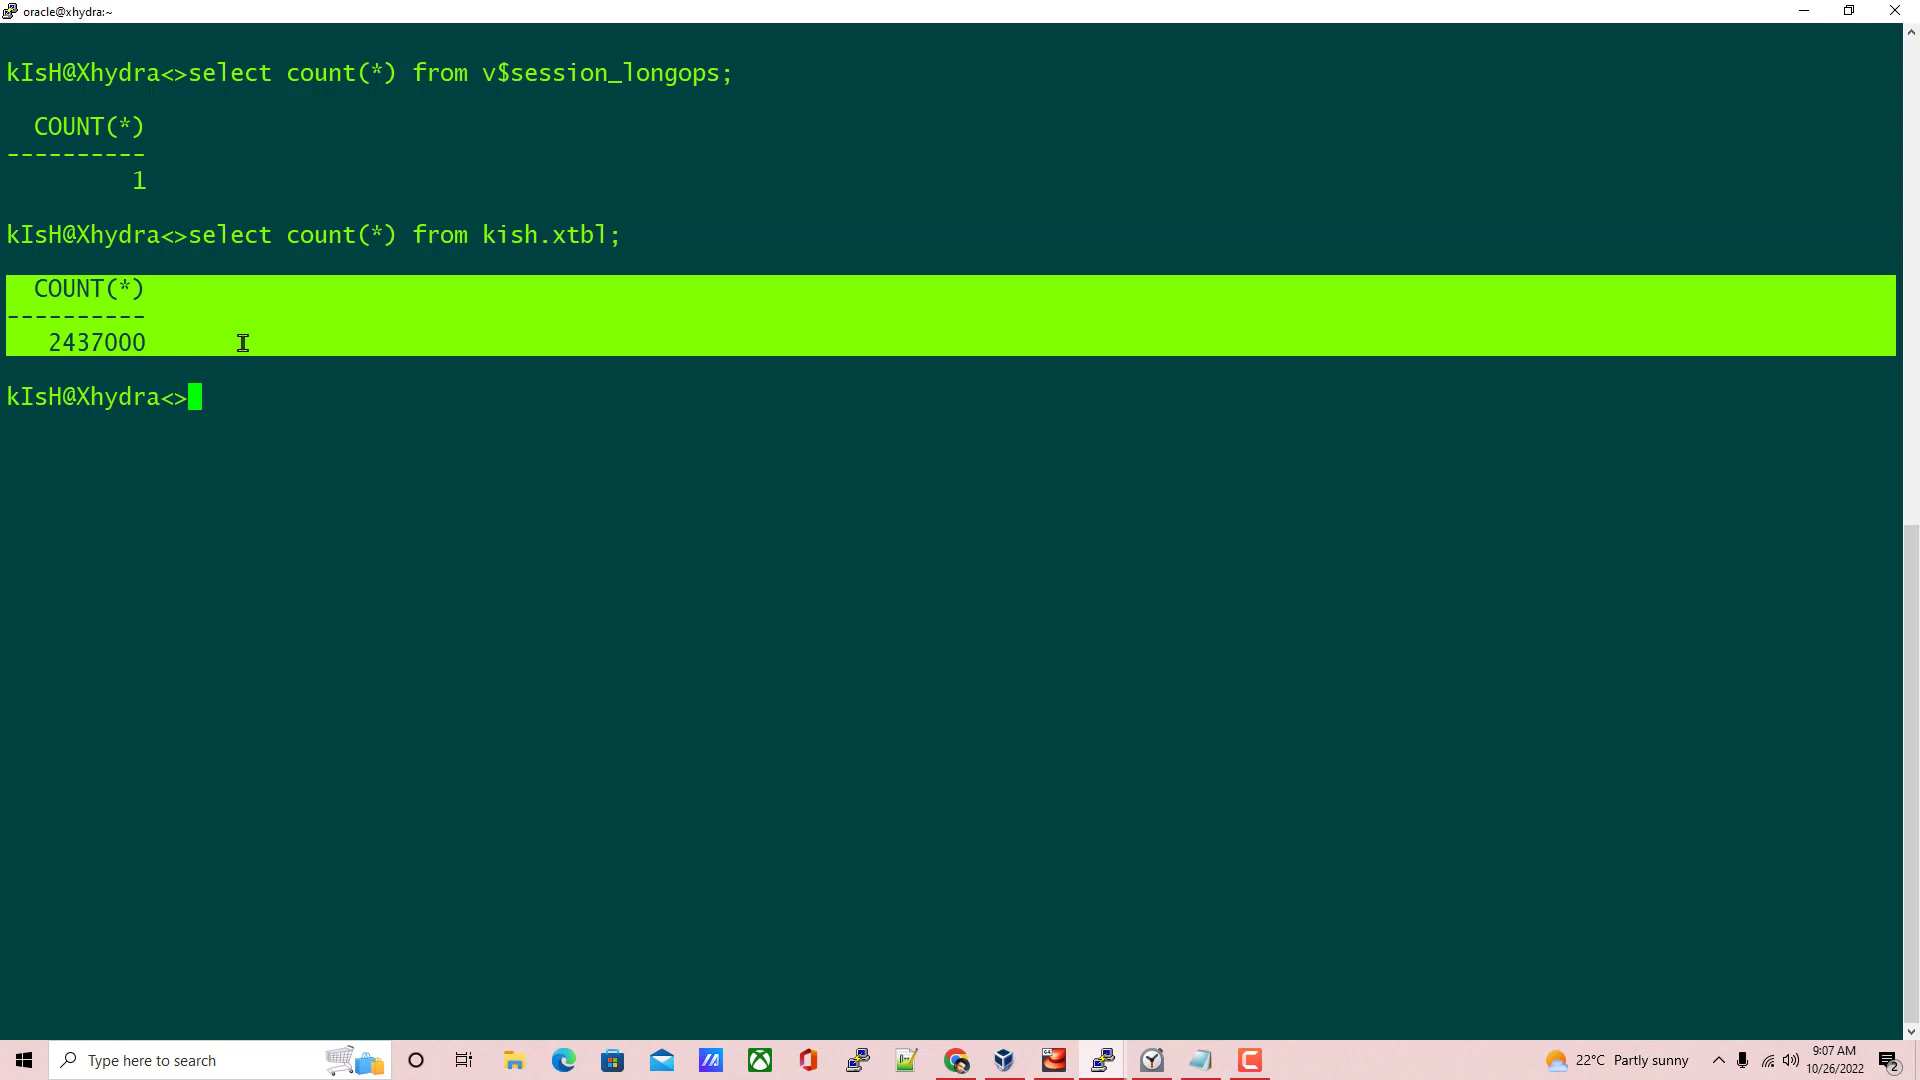 oracle@xhydra:~
kIsH@Xhydra<>select count(*) from v$session_longops;
COUNT(*)
----------
1
kIsH@Xhydra<>select count(*) from kish.xtbl;
COUNT(*)
----------
2437000
kIsH@Xhydra<>
Type here to search
22°C Partly sunny
9:07 AM
10/26/2022
2